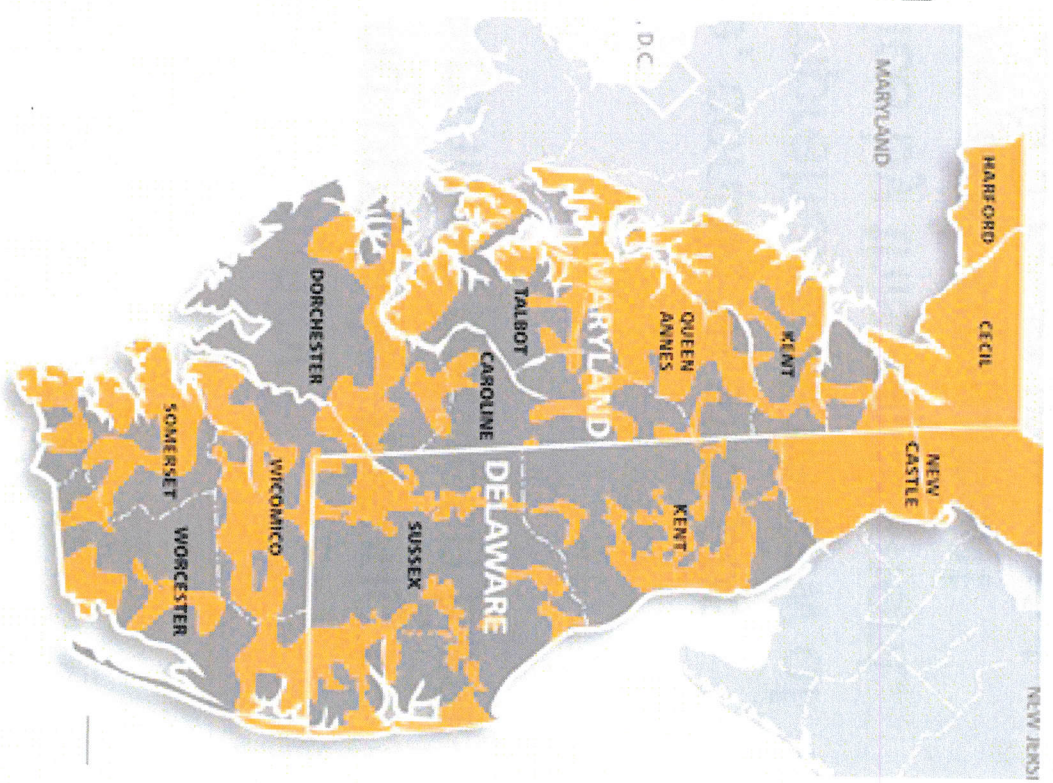 NEW
HARFORD
CECIL
NEW
CASTLE
MARYLAND
KENT
QUEEN
ANNES
KENT
D.C.
MARYLAND
TALBOT
DELAWARE
CAROLINE
SUSSEX
DORCHESTER
WICOMICO
WORCESTER
SOMERSET